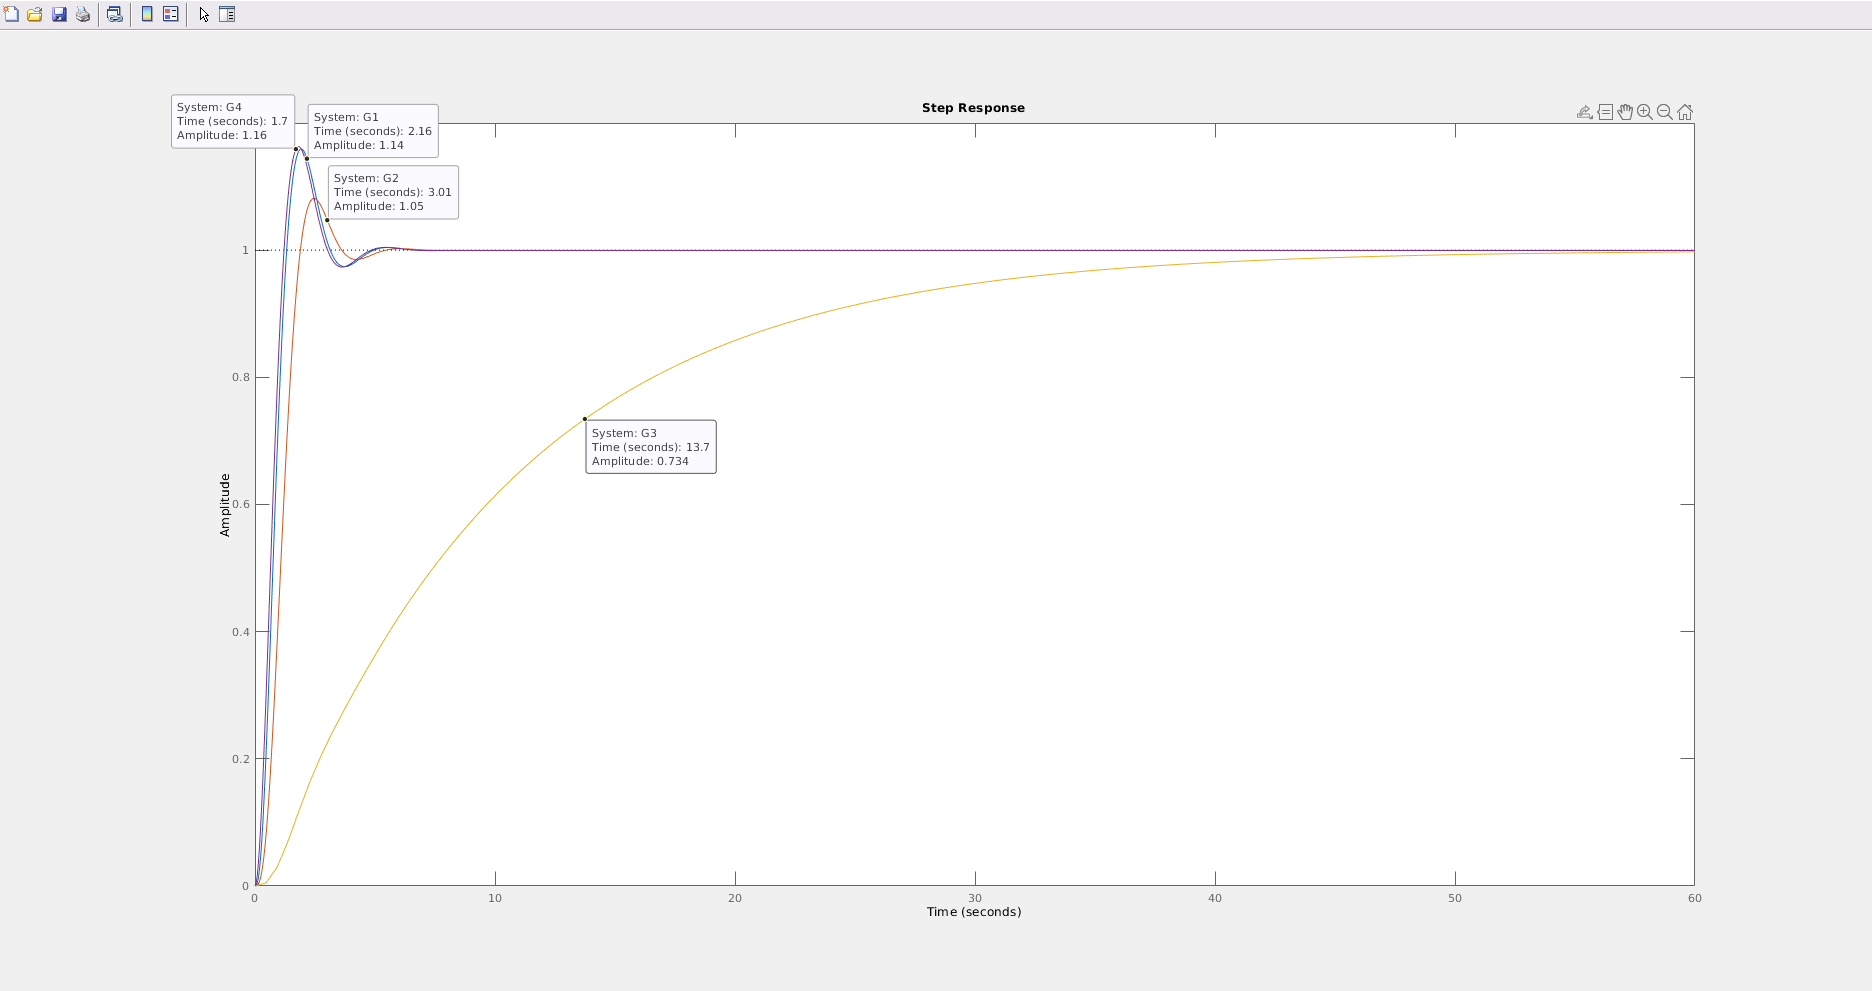 Step Response
System: G4
Time (seconds): 1.7
Amplitude: 1.16
System: G1
Time (seconds): 2.16
Amplitude: 1.14
System: G2
Time (seconds): 3.01
Amplitude: 1.05
System: G3
Time (seconds): 13.7
Amplitude: 0.734
Amplitude
1
0.8
0.6
0.4
0.2
0
0 10 20 30 40 50 60
Time (seconds)